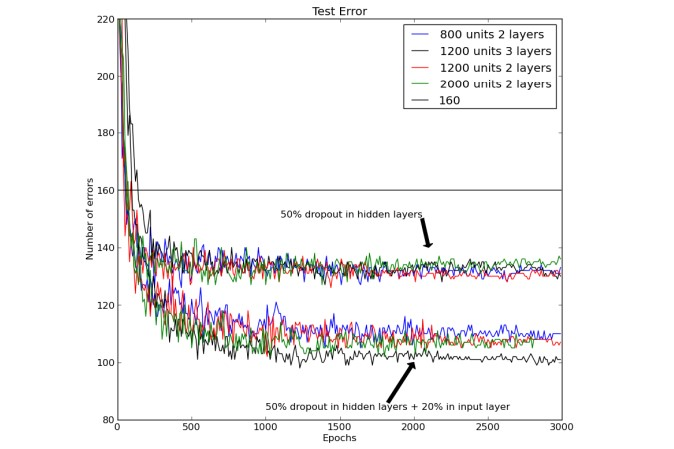 Test Error
220
200
180
160
140
120
100
80
Number of errors
800 units 2 layers
1200 units 3 layers
1200 units 2 layers
2000 units 2 layers
160
50% dropout in hidden layers
50% dropout in hidden layers + 20% in input layer
0
500
1000
1500
2000
2500
3000
Epochs